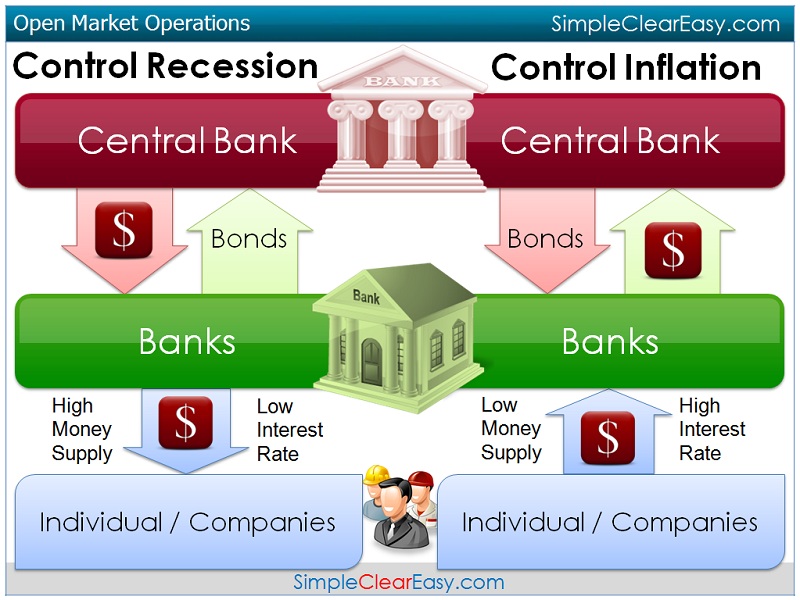 Open Market Operations
SimpleClearEasy.com
Control Recession
Control Inflation
BANK
Central Bank
Central Bank
$
Bonds
Bonds
$
Bank
Banks
Banks
High
Money
Supply
$
Low
Interest
Rate
Low
Money
Supply
$
High
Interest
Rate
Individual / Companies
Individual / Companies
SimpleClearEasy.com